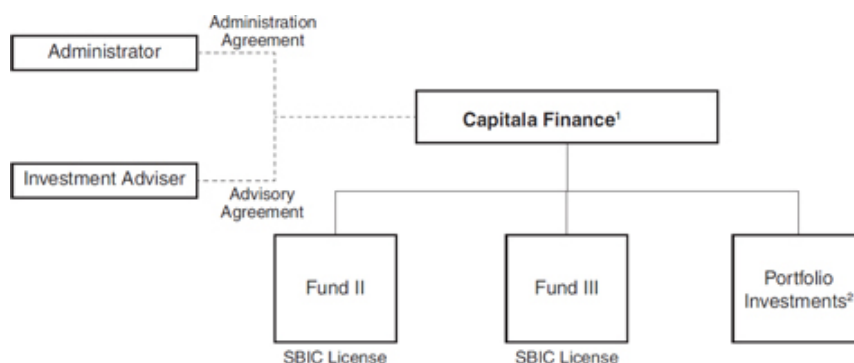 Administration
Agreement
Administrator
Capitala Finance¹
Investment Adviser
Advisory
Agreement
Fund II
Fund III
Portfolio
Investments²
SBIC License
SBIC License